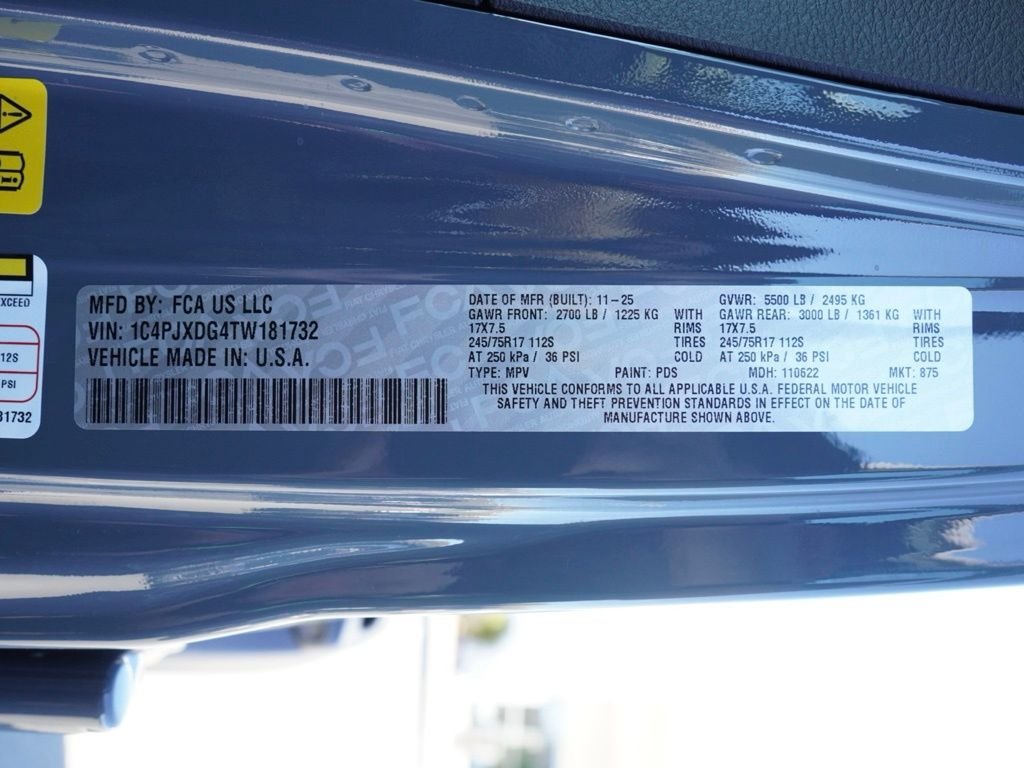 MFD BY: FCA US LLC
VIN: 1C4PJXDG4TW181732
VEHICLE MADE IN: U.S.A.
DATE OF MFR (BUILT): 11-25 GVWR: 5500 LB / 2495 KG
GAWR FRONT: 2700 LB / 1225 KG WITH GAWR REAR: 3000 LB / 1361 KG WITH
17X7.5 RIMS 17X7.5 RIMS
245/75R17 112S TIRES 245/75R17 112S TIRES
AT 250 kPa / 36 PSI COLD AT 250 kPa / 36 PSI COLD
TYPE: MPV PAINT: PDS MDH: 110622 MKT: 875
THIS VEHICLE CONFORMS TO ALL APPLICABLE U.S.A. FEDERAL MOTOR VEHICLE
SAFETY AND THEFT PREVENTION STANDARDS IN EFFECT ON THE DATE OF
MANUFACTURE SHOWN ABOVE.
XCEED
112S
PSI
81732